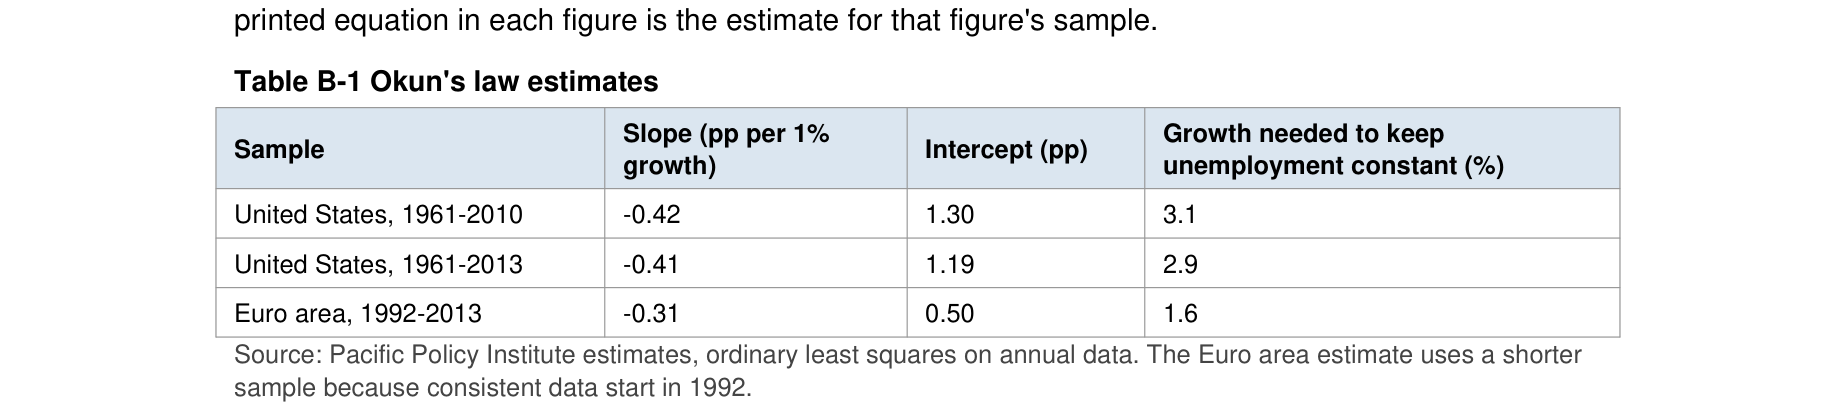 printed equation in each figure is the estimate for that figure's sample.
Table B-1 Okun's law estimates
Sample
Slope (pp per 1%
growth)
Intercept (pp)
Growth needed to keep
unemployment constant (%)
United States, 1961-2010
-0.42
1.30
3.1
United States, 1961-2013
-0.41
1.19
2.9
Euro area, 1992-2013
-0.31
0.50
1.6
Source: Pacific Policy Institute estimates, ordinary least squares on annual data. The Euro area estimate uses a shorter
sample because consistent data start in 1992.